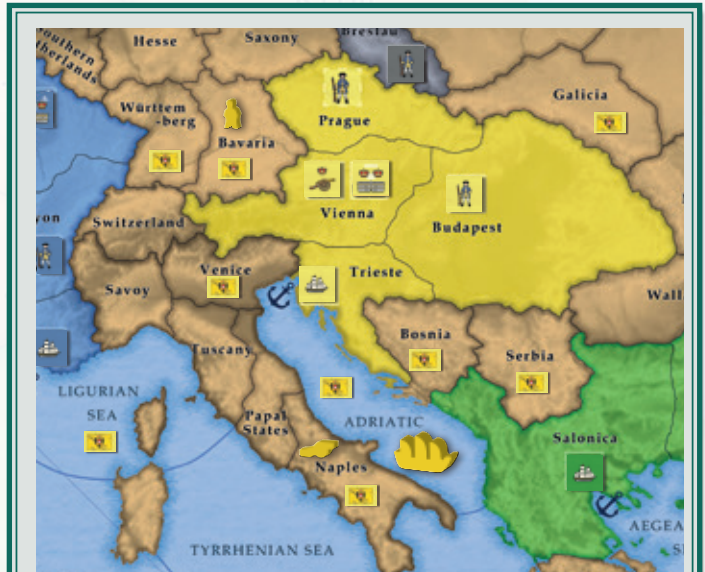 Hesse
Saxony
Breslau
Southern
Netherlands
Galicia
Württem
-berg
Prague
Bavaria
Switzerland
Vienna
Budapest
Venice
Trieste
Savoy
Wall
Bosnia
Tuscany
Serbia
LIGURIAN
SEA
Papal
States
ADRIATIC
Salonica
Naples
AEGEA
TYRRHENIAN SEA